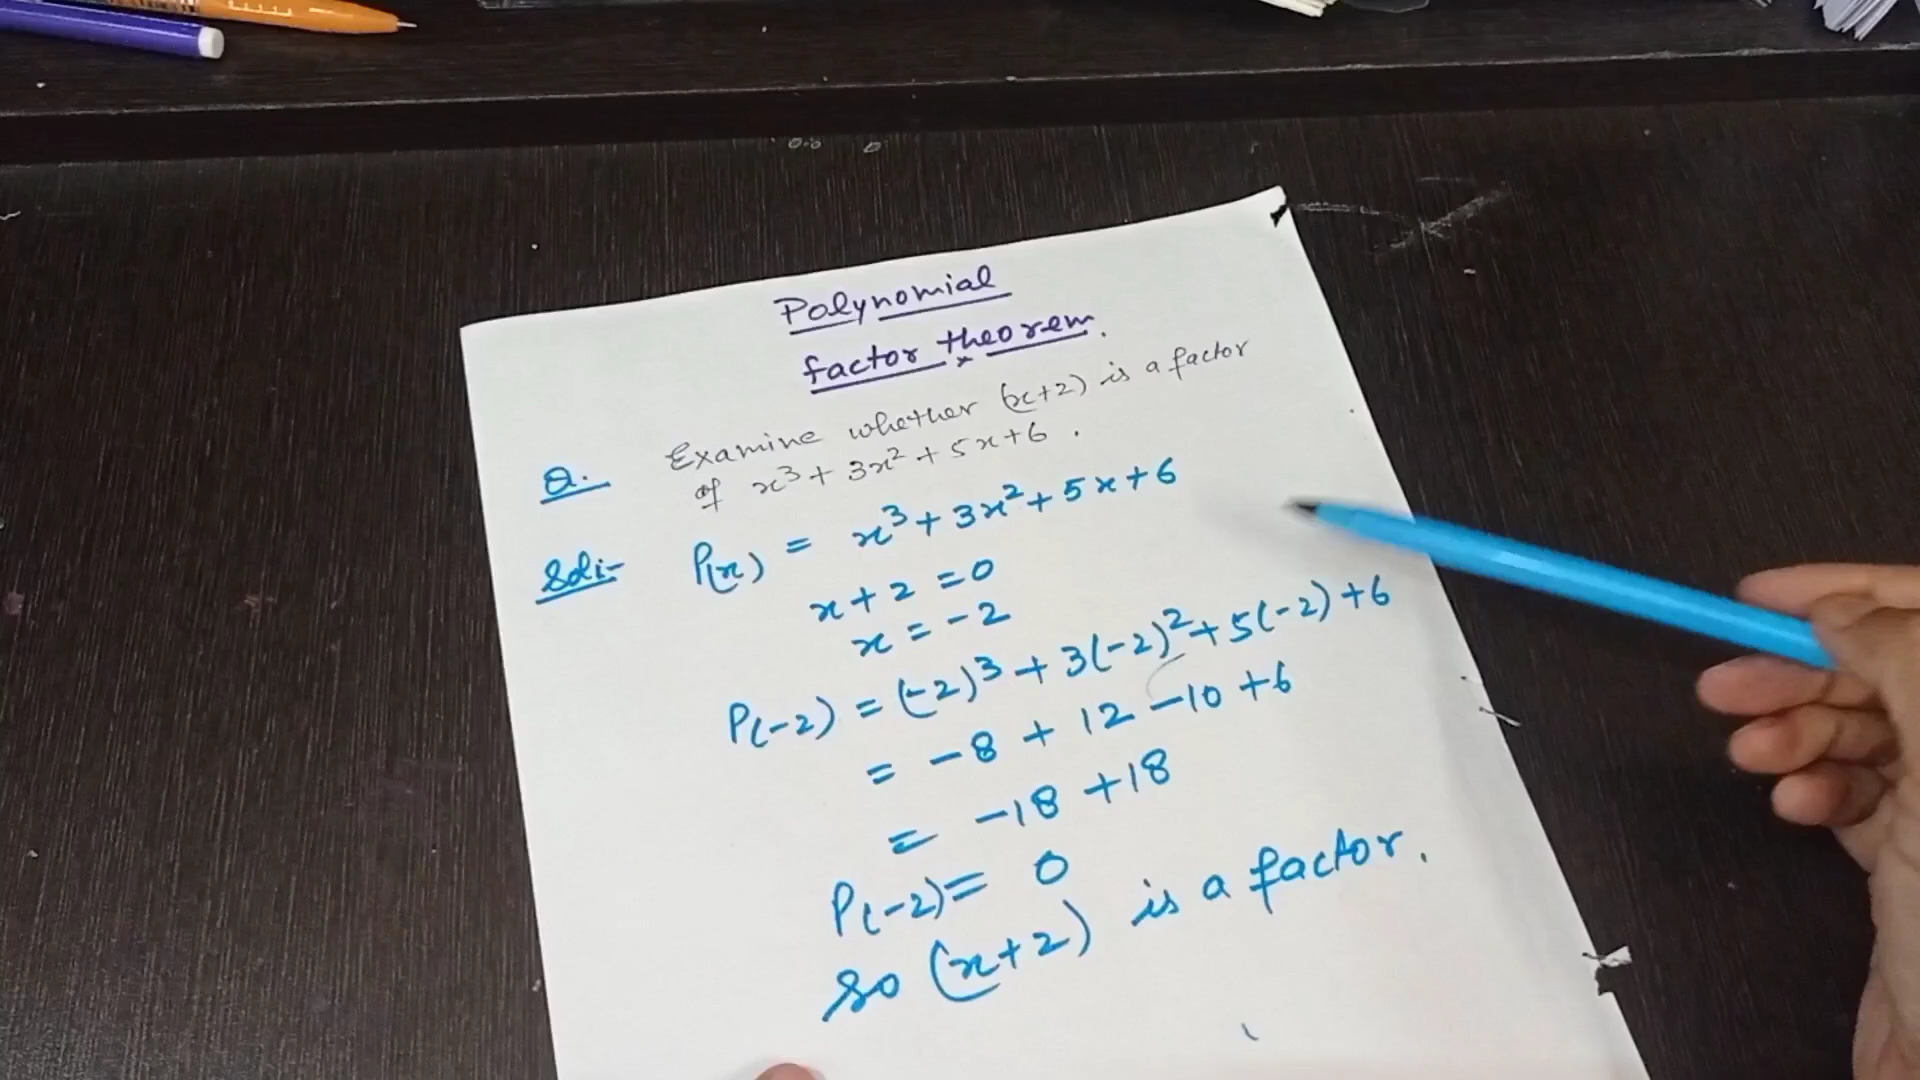 Polynomial
factor theorem.
Q. Examine whether (x+2) is a factor
of x³ + 3x² + 5x + 6 .
Sol:- P(x) = x³ + 3x² + 5x + 6
x + 2 = 0
x = -2
P(-2) = (-2)³ + 3(-2)² + 5(-2) + 6
= -8 + 12 - 10 + 6
= -18 + 18
P(-2) = 0
So (x+2) is a factor.